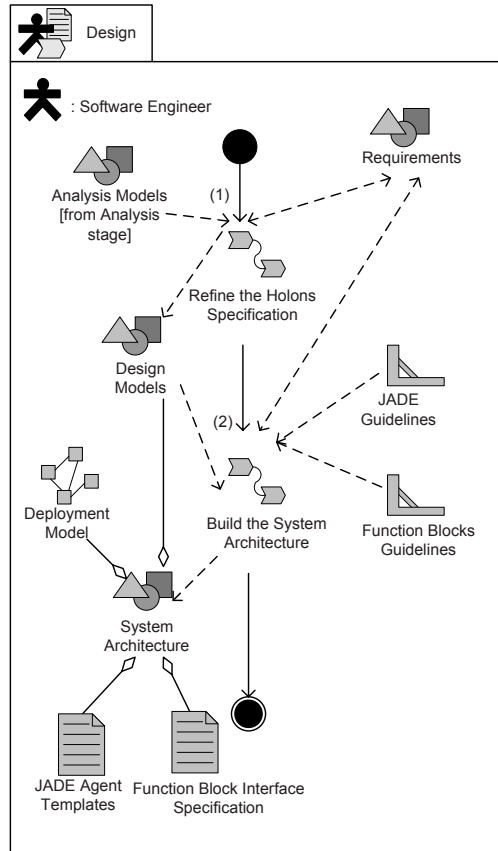 Design
: Software Engineer
Requirements
(1)
Analysis Models
[from Analysis
stage]
Refine the Holons
Specification
Design
Models
JADE
Guidelines
(2)
Deployment
Model
Build the System
Architecture
Function Blocks
Guidelines
System
Architecture
JADE Agent
Templates
Function Block Interface
Specification